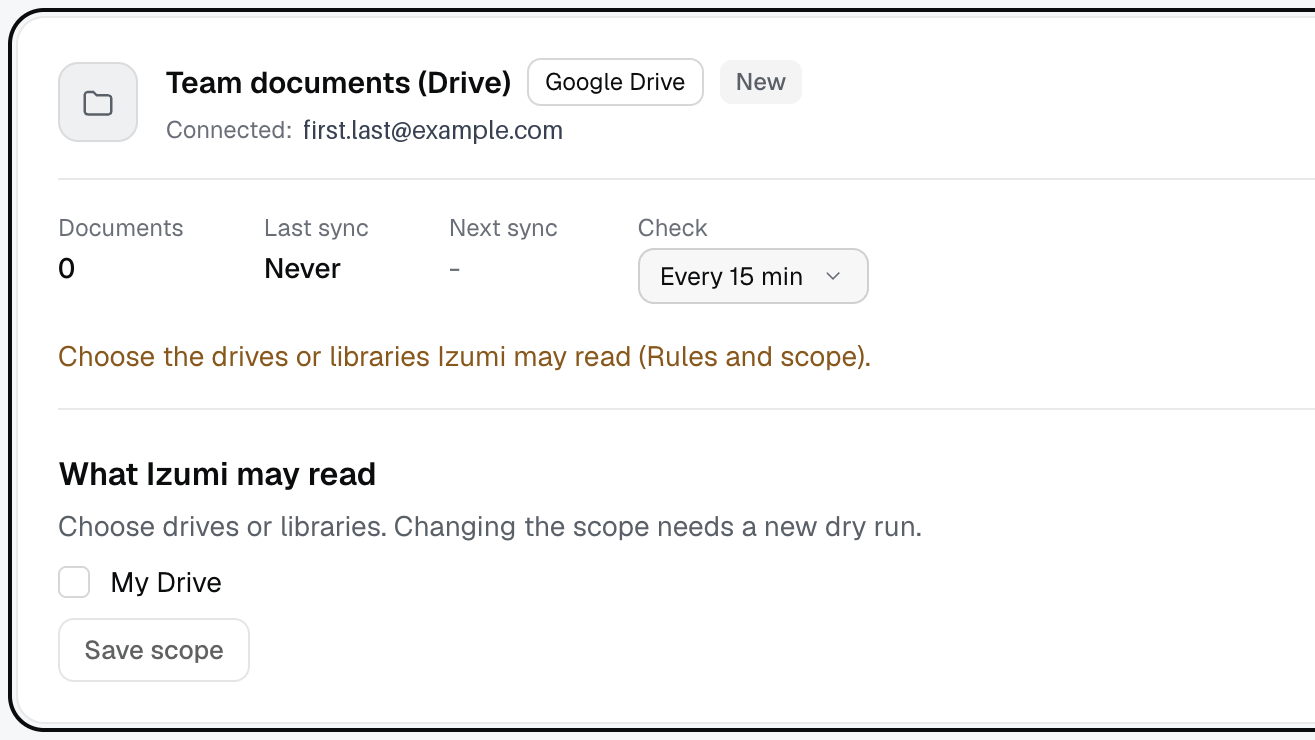 Team documents (Drive) Google Drive New
Connected: first.last@example.com
Documents Last sync Next sync Check
0 Never - Every 15 min
Choose the drives or libraries Izumi may read (Rules and scope).
What Izumi may read
Choose drives or libraries. Changing the scope needs a new dry run.
My Drive
Save scope